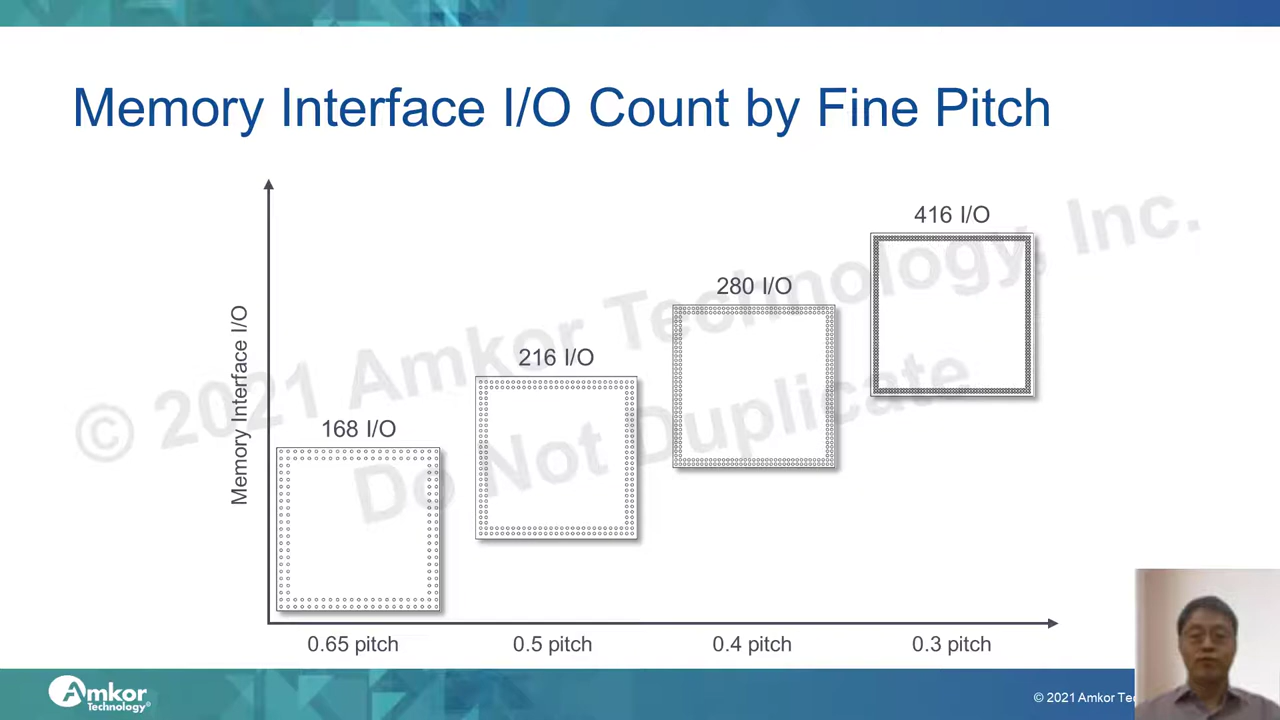 Memory Interface I/O Count by Fine Pitch
© 2021 Amkor Technology, Inc.
Do Not Duplicate
Memory Interface I/O
168 I/O
216 I/O
280 I/O
416 I/O
0.65 pitch
0.5 pitch
0.4 pitch
0.3 pitch
Amkor
Technology®
© 2021 Amkor